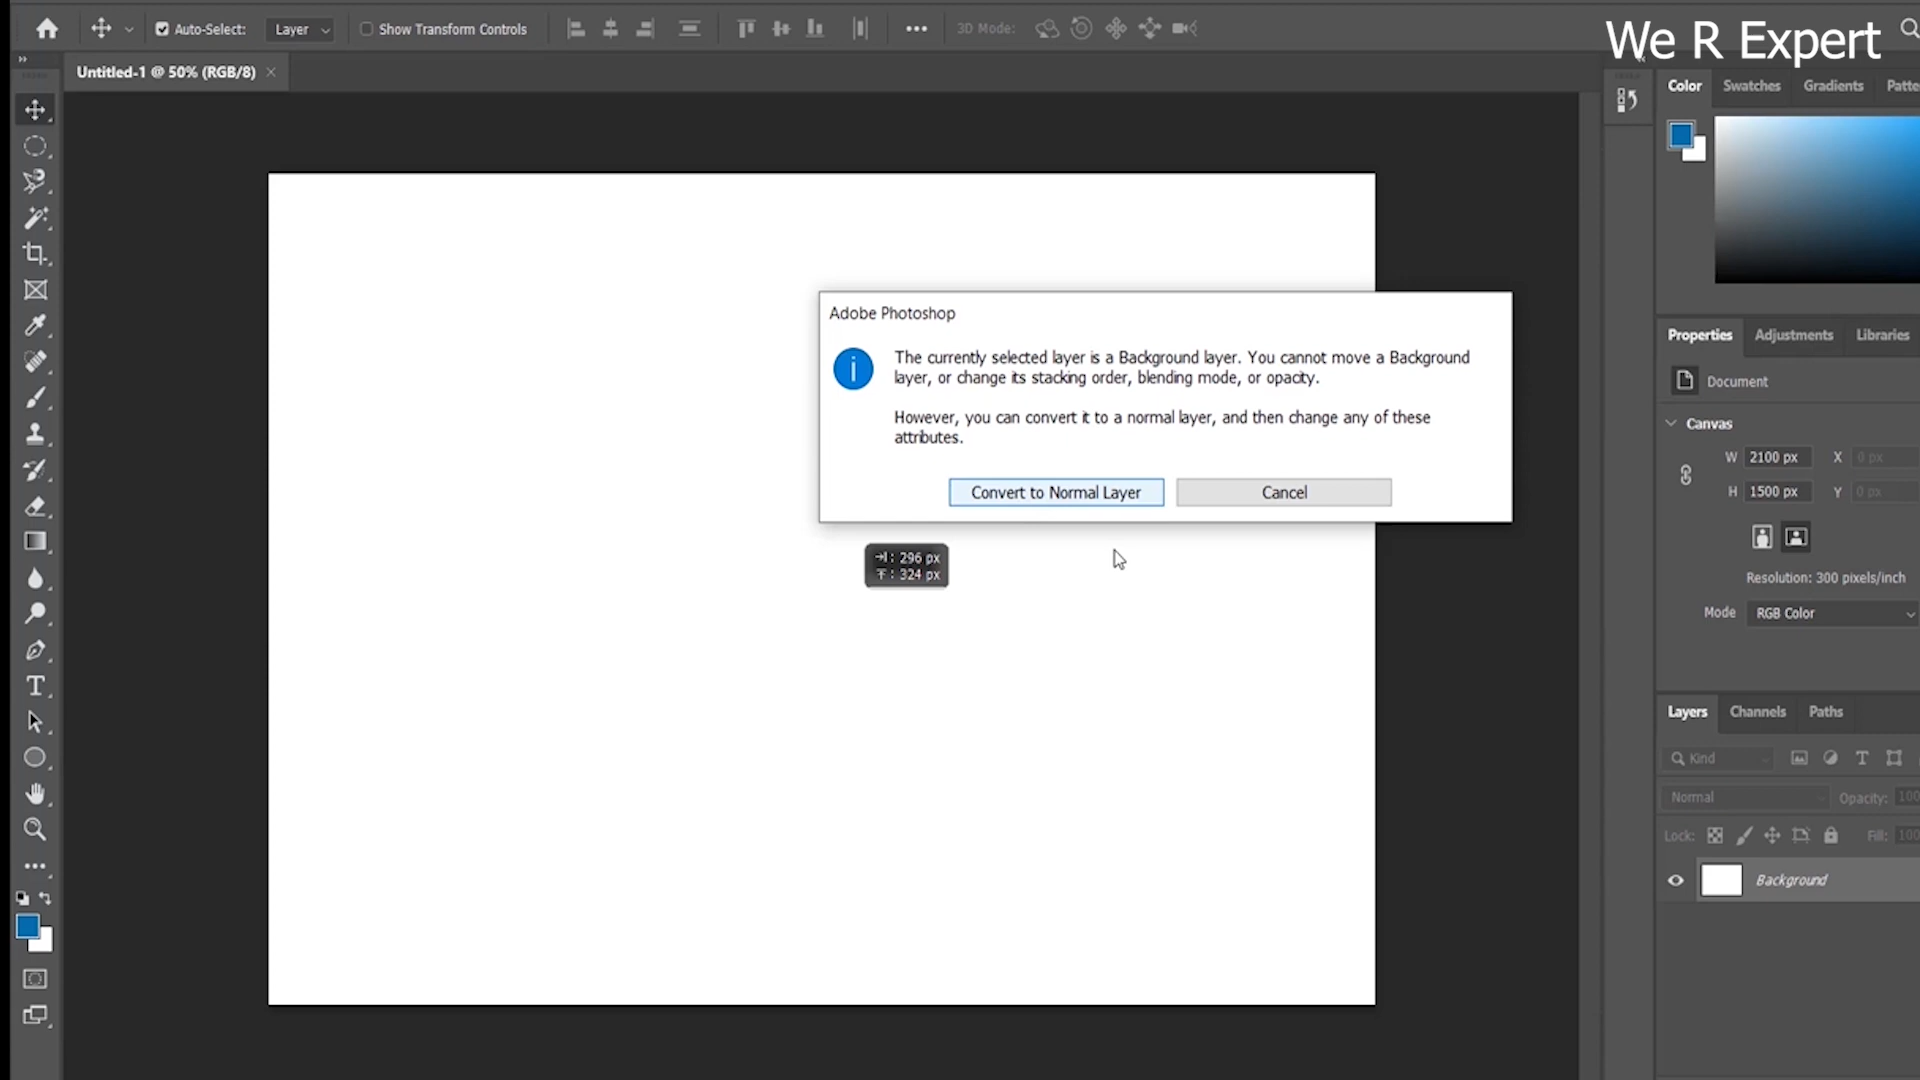 Auto-Select: Layer Show Transform Controls 3D Mode: We R Expert
Untitled-1 @ 50% (RGB/8)
Color Swatches Gradients Patte
Adobe Photoshop
The currently selected layer is a Background layer. You cannot move a Background
layer, or change its stacking order, blending mode, or opacity.
However, you can convert it to a normal layer, and then change any of these
attributes.
Convert to Normal Layer Cancel
296 px
324 px
Properties Adjustments Libraries
Document
Canvas
W 2100 px X 0 px
H 1500 px Y 0 px
Resolution: 300 pixels/inch
Mode RGB Color
Layers Channels Paths
Kind
Normal Opacity: 100
Lock: Fill: 100
Background